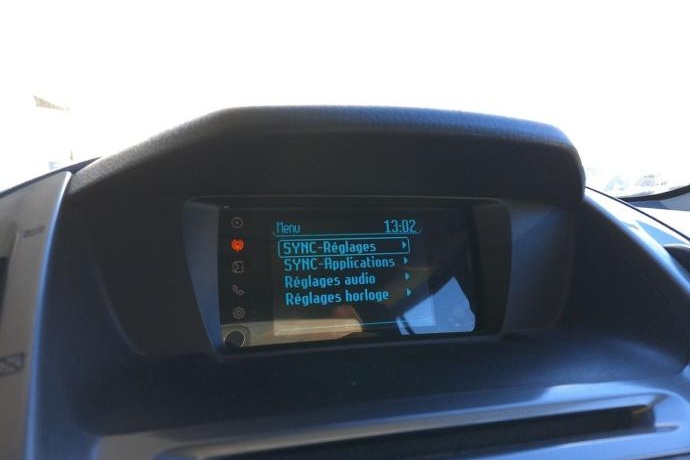 Menu 13:02
SYNC-Réglages
SYNC-Applications
Réglages audio
Réglages horloge